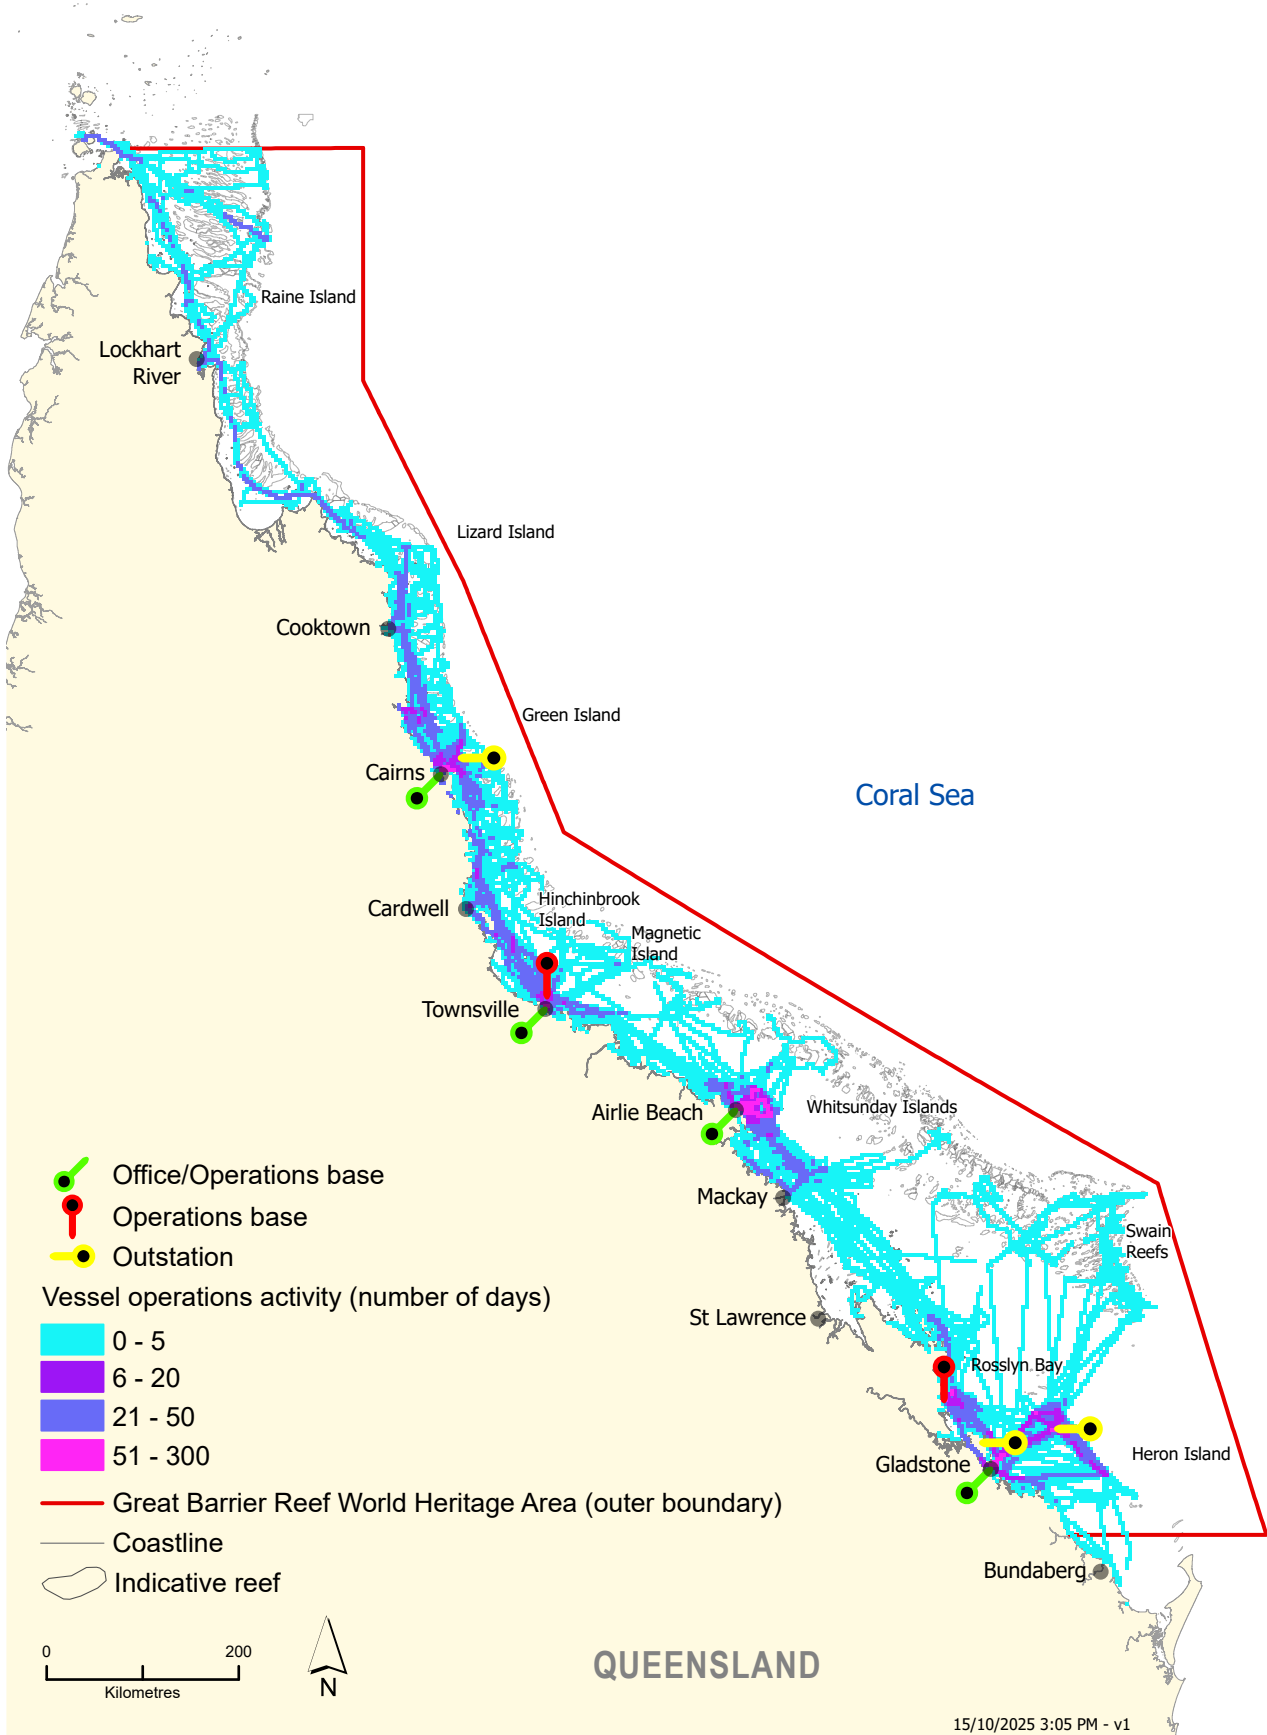 Raine Island
Lockhart
River
Lizard Island
Cooktown
Green Island
Cairns
Coral Sea
Cardwell
Hinchinbrook
Island
Magnetic
Island
Townsville
Airlie Beach
Whitsunday Islands
Mackay
Swain
Reefs
St Lawrence
Rosslyn Bay
Heron Island
Gladstone
Bundaberg
Office/Operations base
Operations base
Outstation
Vessel operations activity (number of days)
0 - 5
6 - 20
21 - 50
51 - 300
Great Barrier Reef World Heritage Area (outer boundary)
Coastline
Indicative reef
0 200
Kilometres
N
QUEENSLAND
15/10/2025 3:05 PM - v1